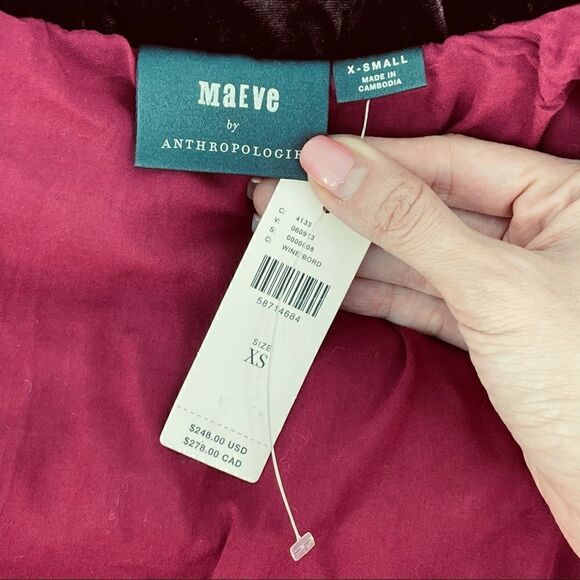 Maeve
by
ANTHROPOLOGIE
X-SMALL
MADE IN
CAMBODIA
C: 4133
V: 060913
S: 0000008
C: WINE/BORD
58714684
SIZE
XS
$248.00 USD
$278.00 CAD